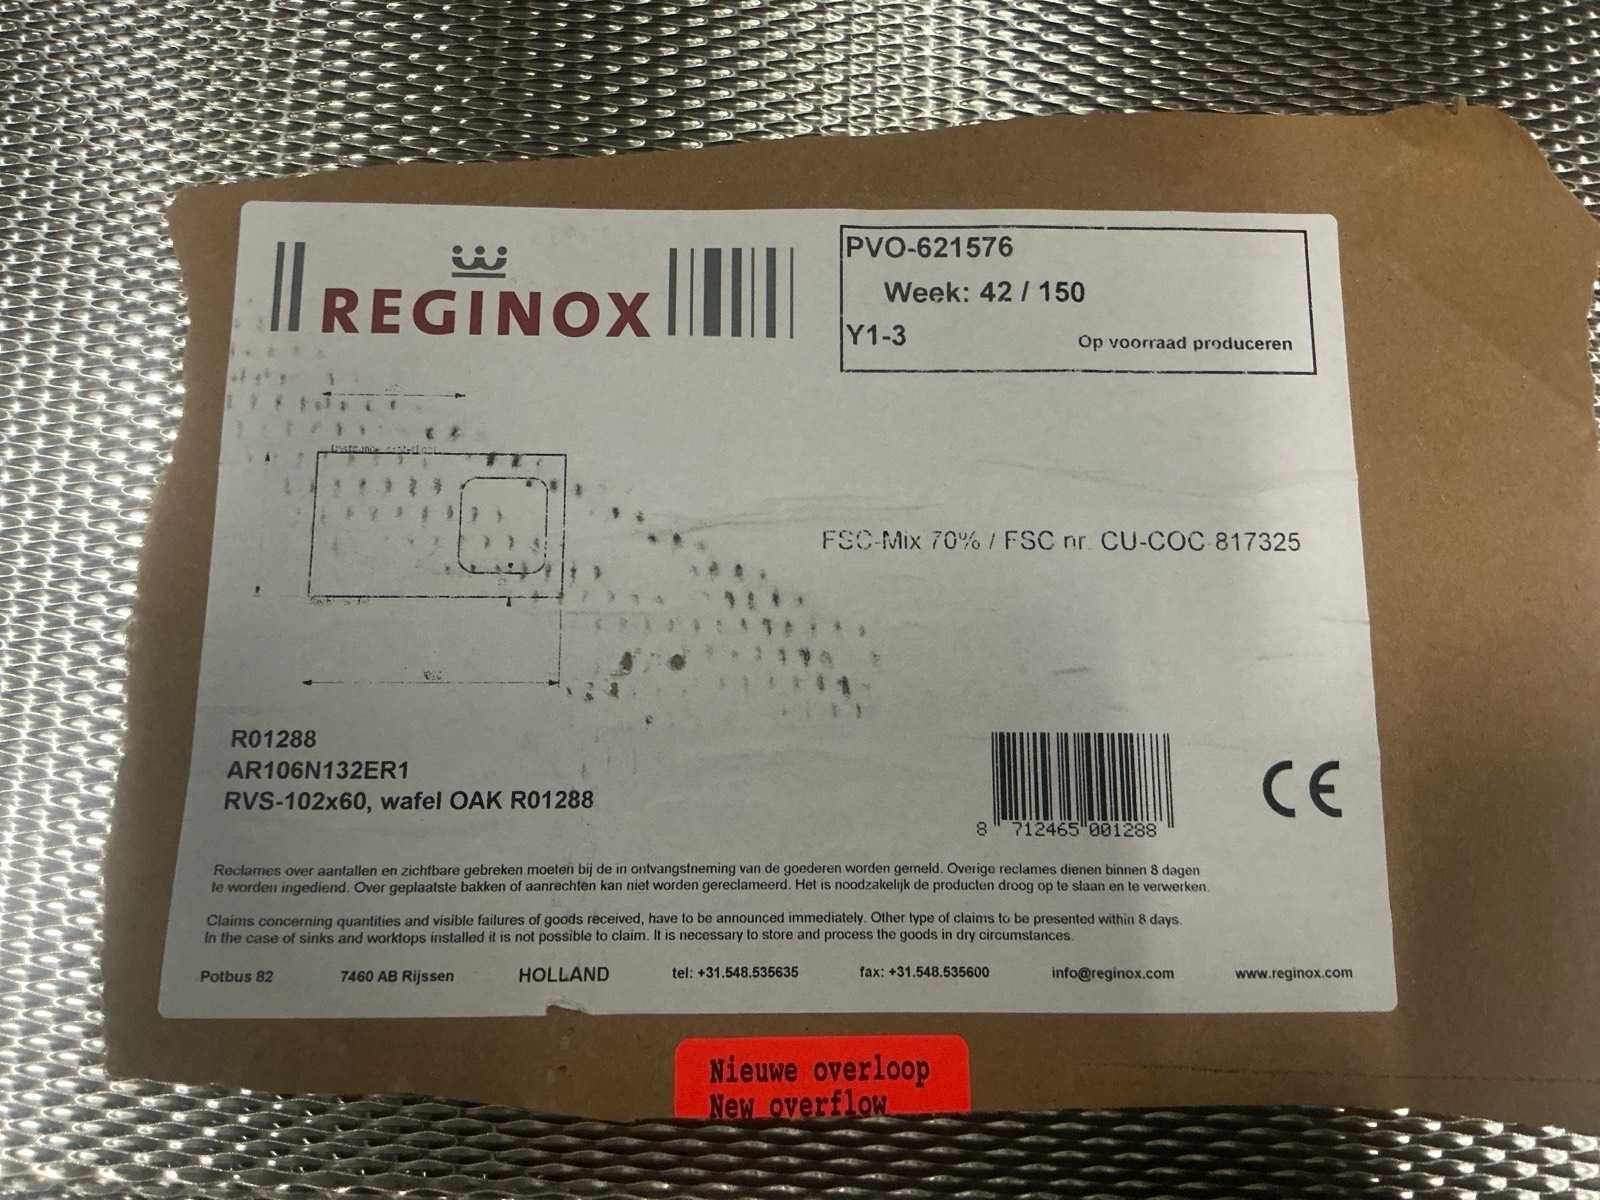 REGINOX
PVO-621576
Week: 42 / 150
Y1-3
Op voorraad produceren
FSC-Mix 70% / FSC nr. CU-COC-817325
R01288
AR106N132ER1
RVS-102x60, wafel OAK R01288
8 712465 001288
CE
Reclames over aantallen en zichtbare gebreken moeten bij de in ontvangstneming van de goederen worden gemeld. Overige reclames dienen binnen 8 dagen
te worden ingediend. Over geplaatste bakken of aanrechten kan niet worden gereclameerd. Het is noodzakelijk de producten droog op te slaan en te verwerken.
Claims concerning quantities and visible failures of goods received, have to be announced immediately. Other type of claims to be presented within 8 days.
In the case of sinks and worktops installed it is not possible to claim. It is necessary to store and process the goods in dry circumstances.
Potbus 82 7460 AB Rijssen HOLLAND tel: +31.548.535635 fax: +31.548.535600 info@reginox.com www.reginox.com
Nieuwe overloop
New overflow